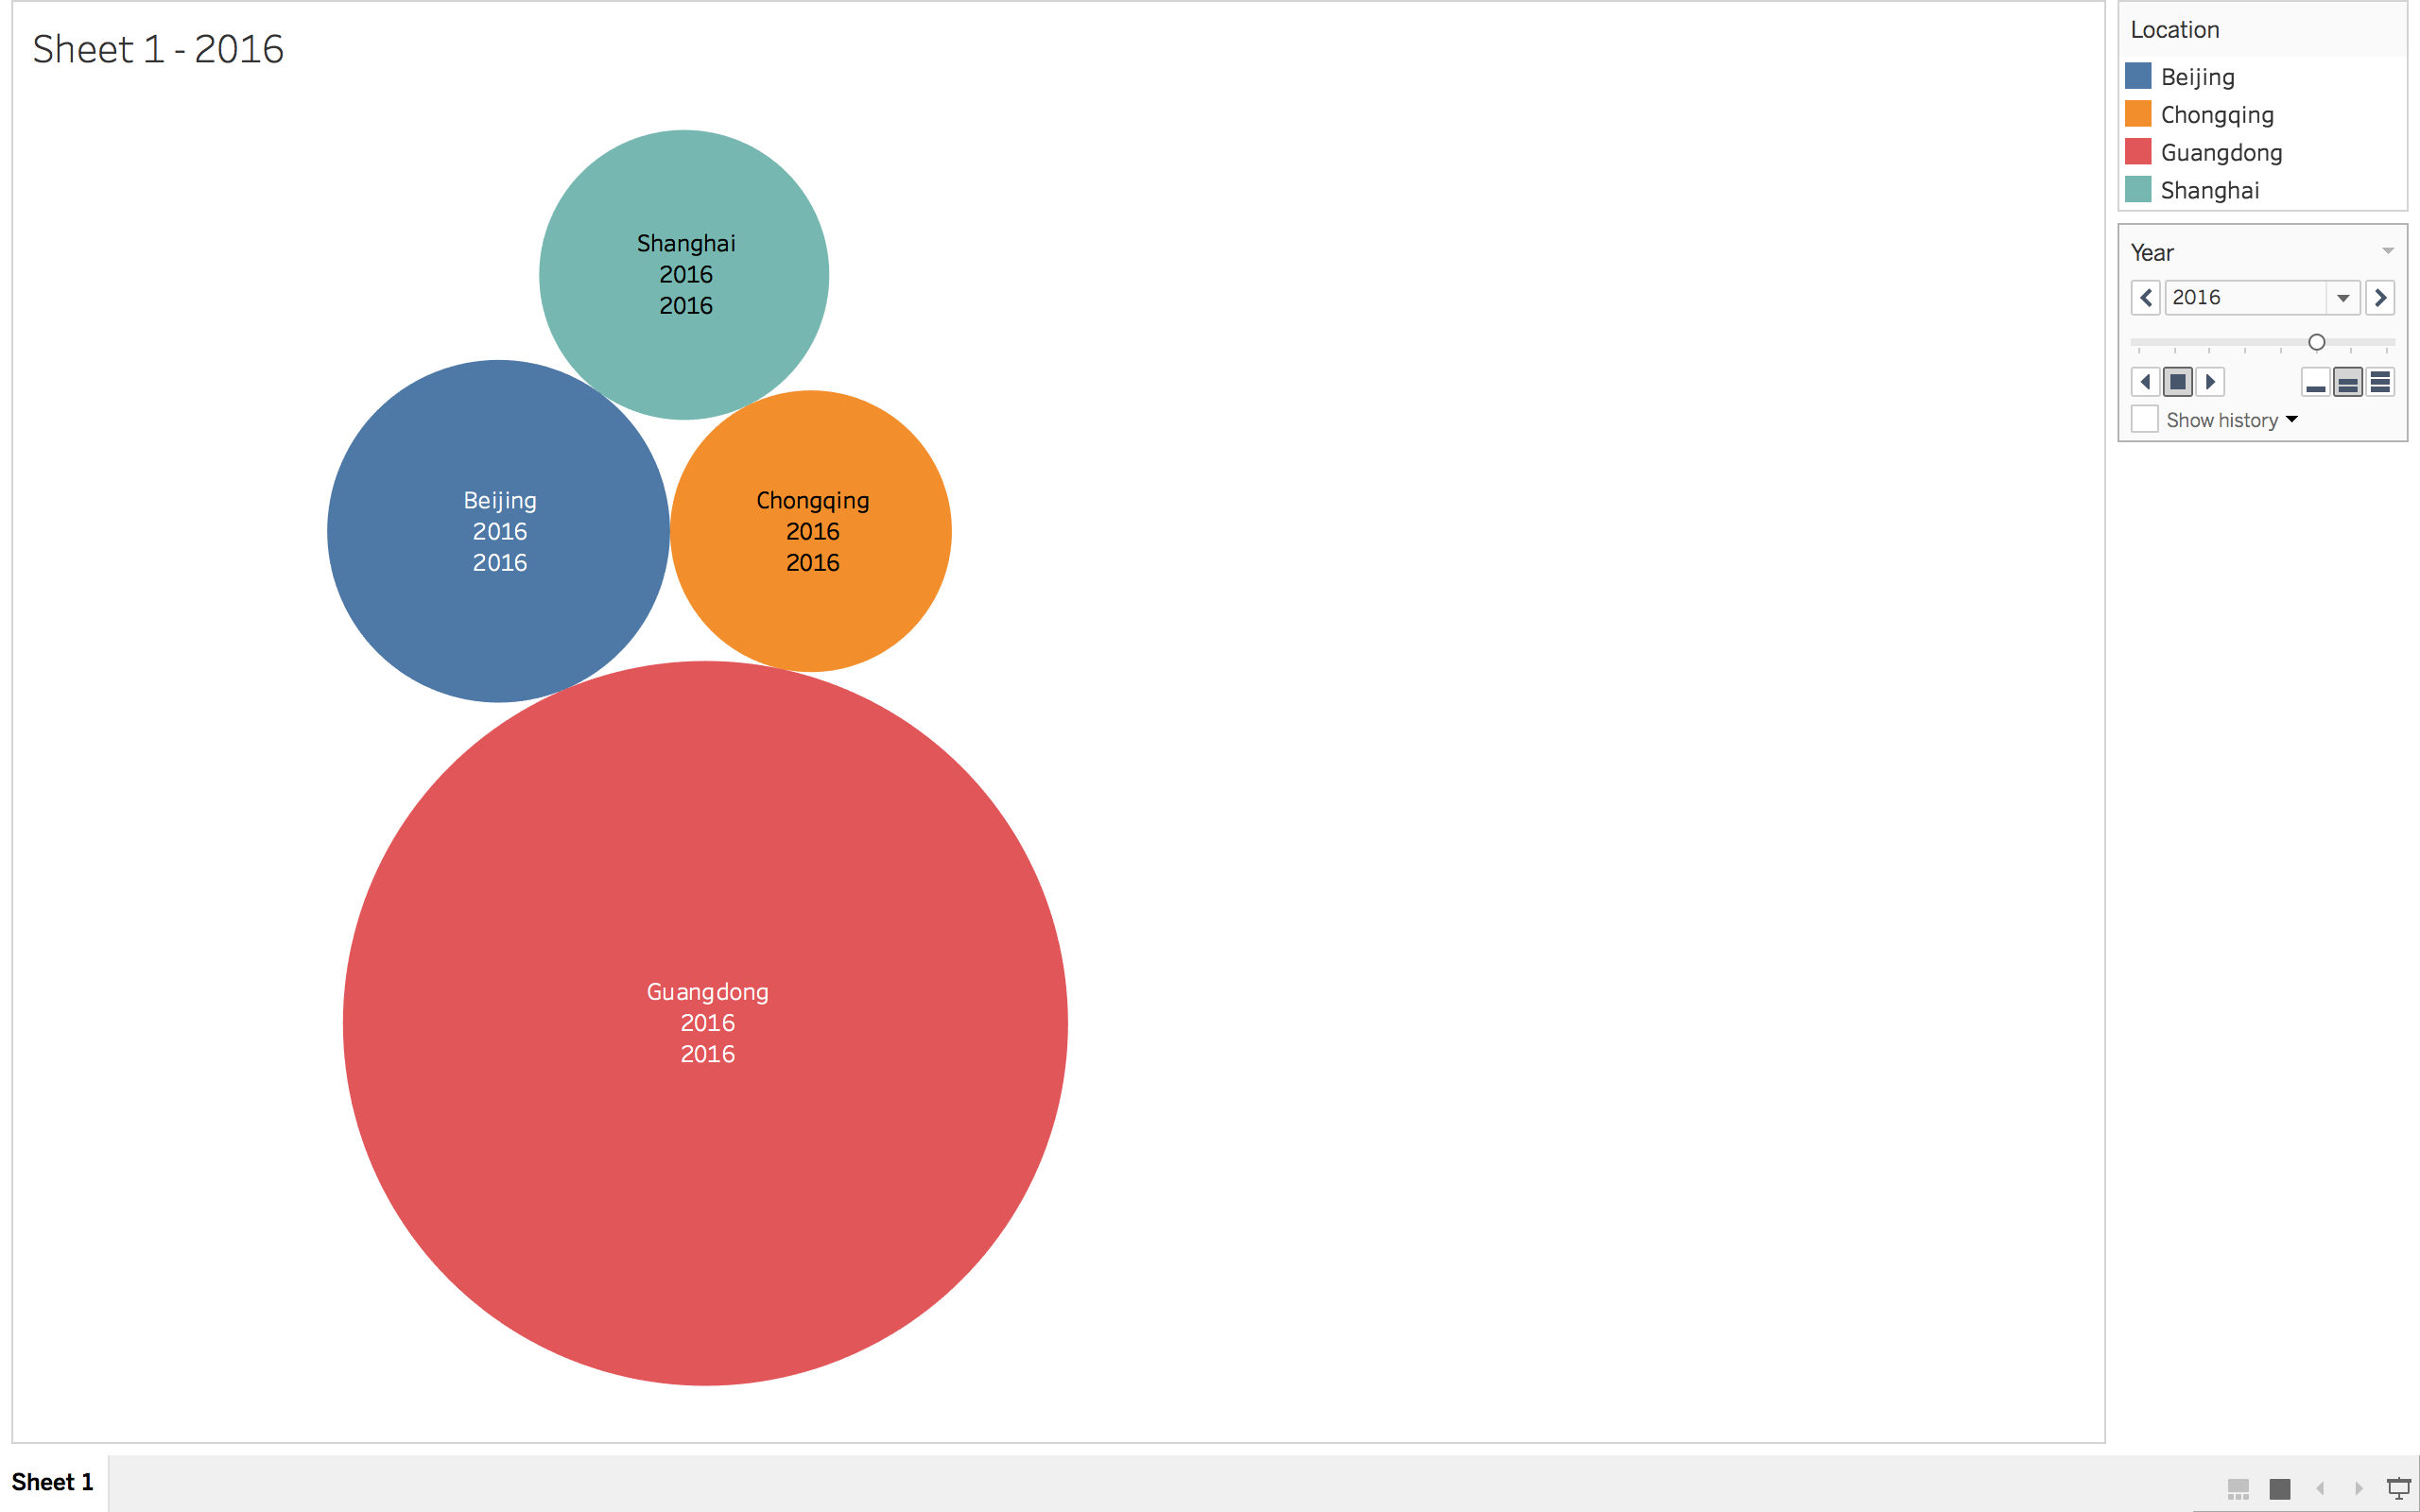 Sheet 1 - 2016
Shanghai
2016
2016
Beijing
2016
2016
Chongqing
2016
2016
Guangdong
2016
2016
Location
Beijing
Chongqing
Guangdong
Shanghai
Year
2016
Show history
Sheet 1